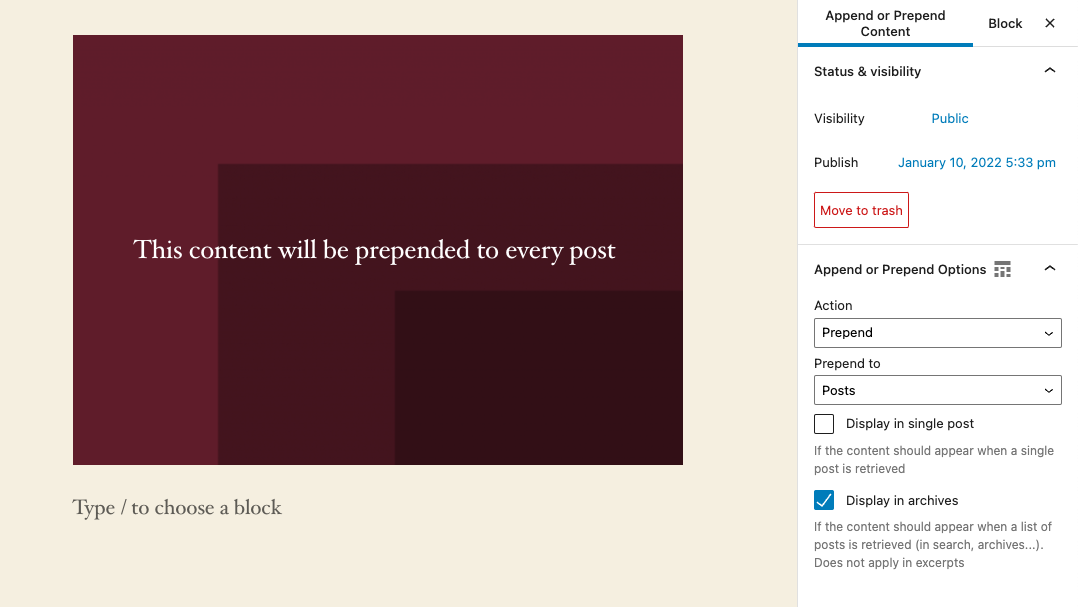 This content will be prepended to every post
Type / to choose a block
Append or Prepend
Content
Block
Status & visibility
Visibility
Public
Publish
January 10, 2022 5:33 pm
Move to trash
Append or Prepend Options
Action
Prepend
Prepend to
Posts
Display in single post
If the content should appear when a single
post is retrieved
Display in archives
If the content should appear when a list of
posts is retrieved (in search, archives...).
Does not apply in excerpts